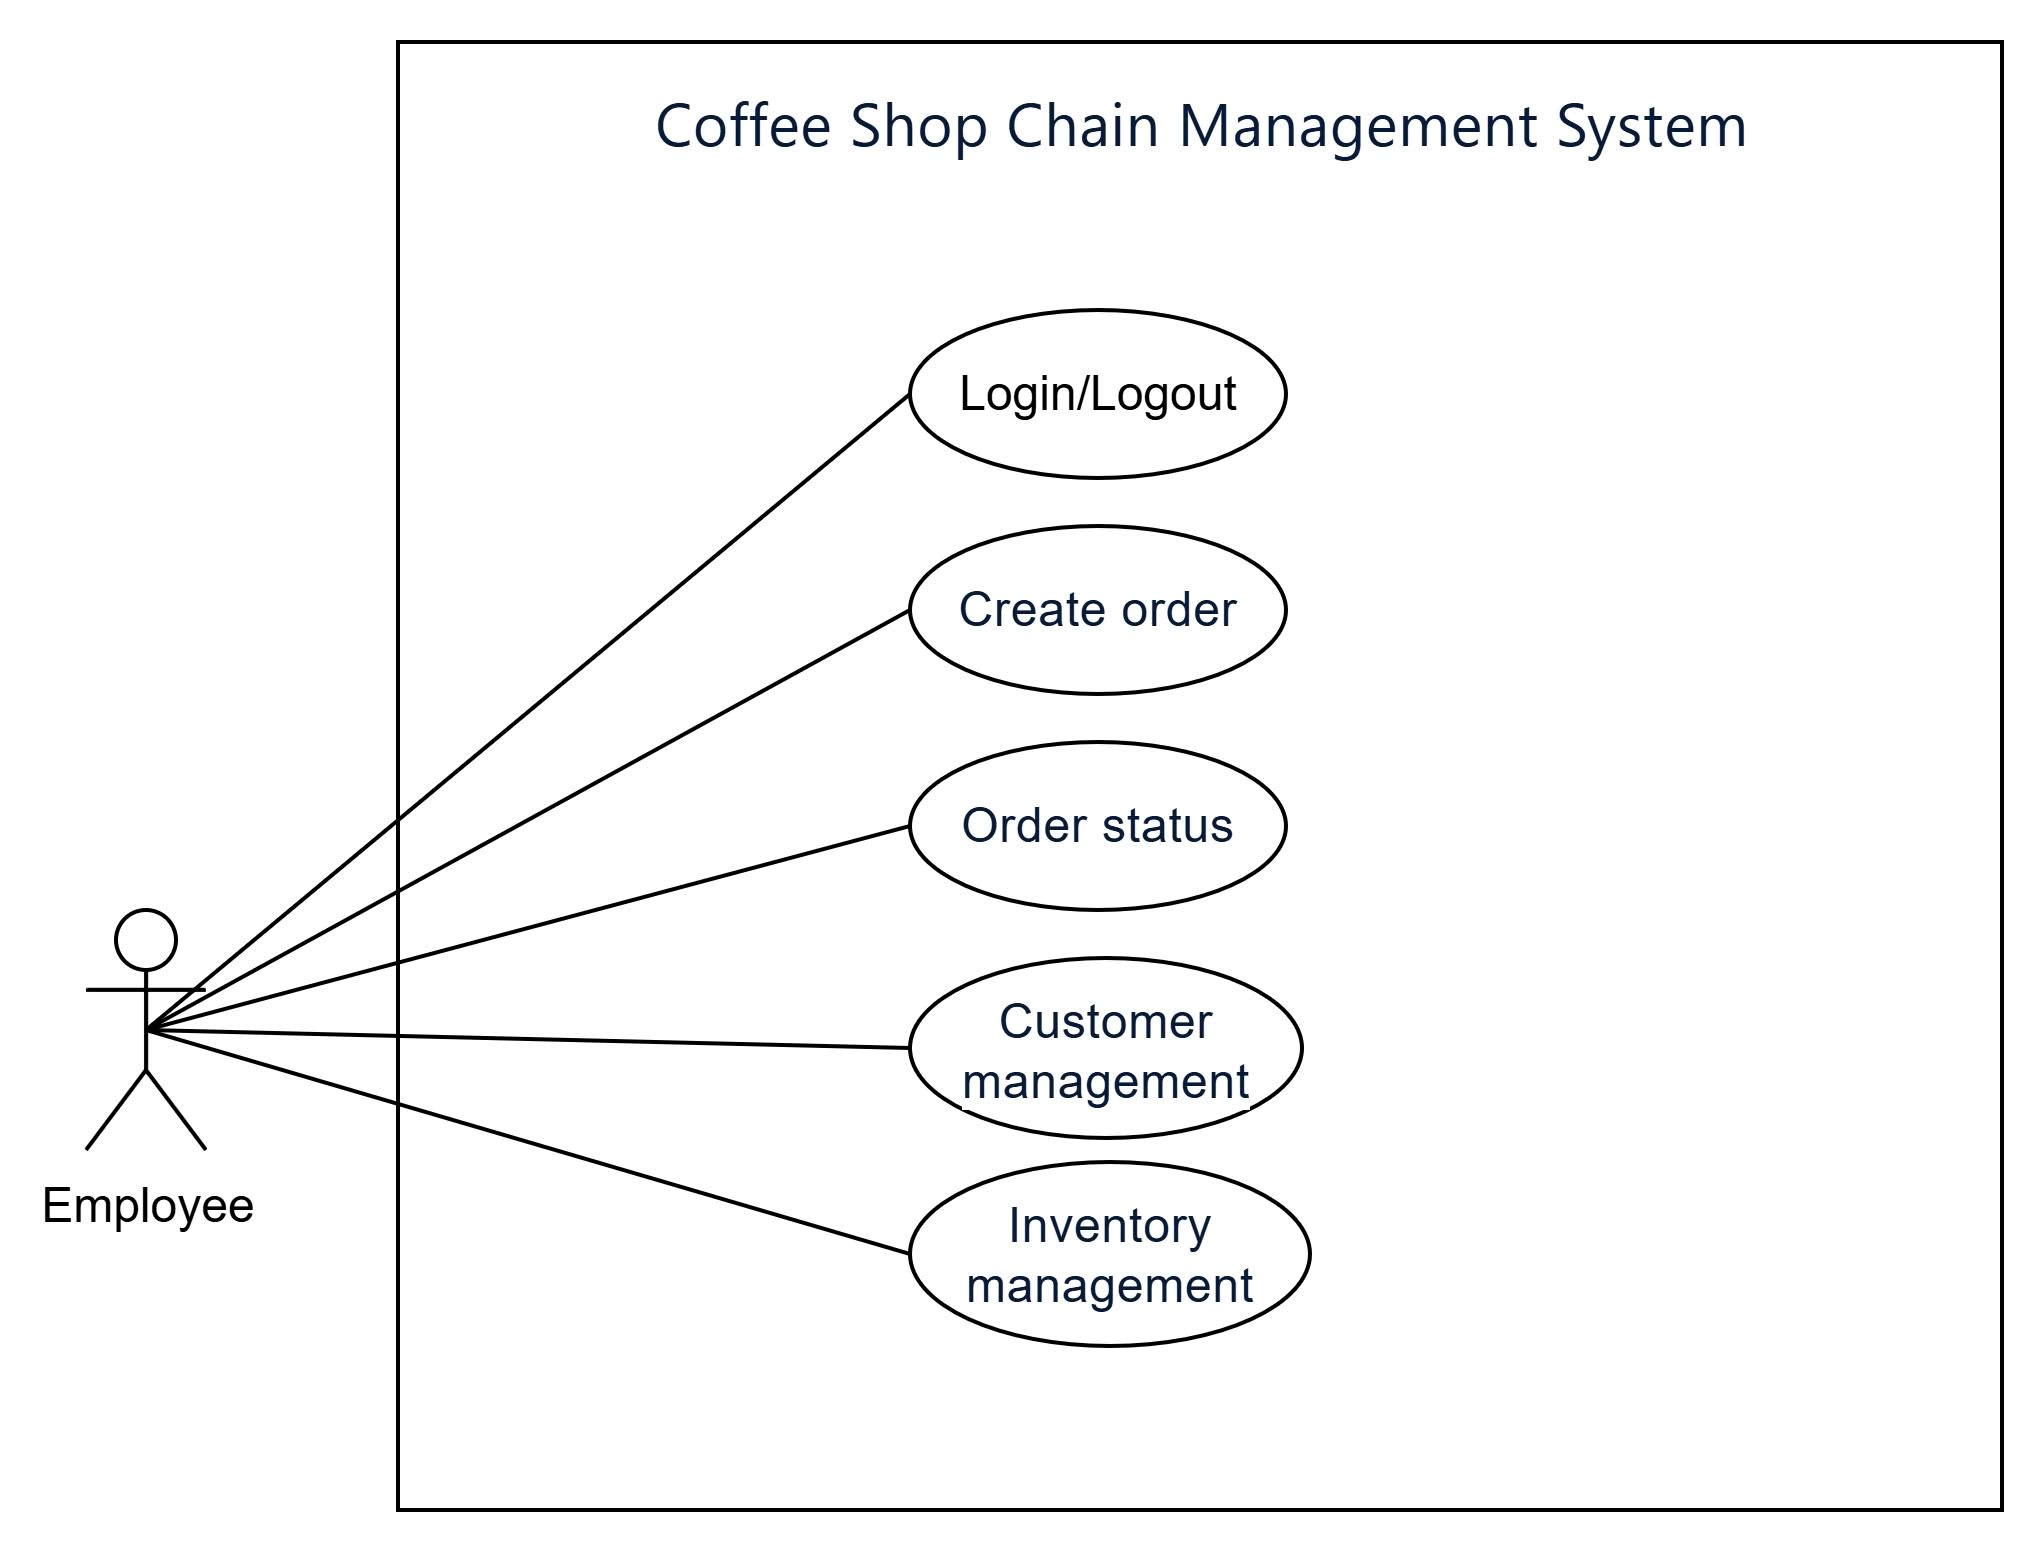 Coffee Shop Chain Management System
Login/Logout
Create order
Order status
Customer
management
Inventory
management
Employee